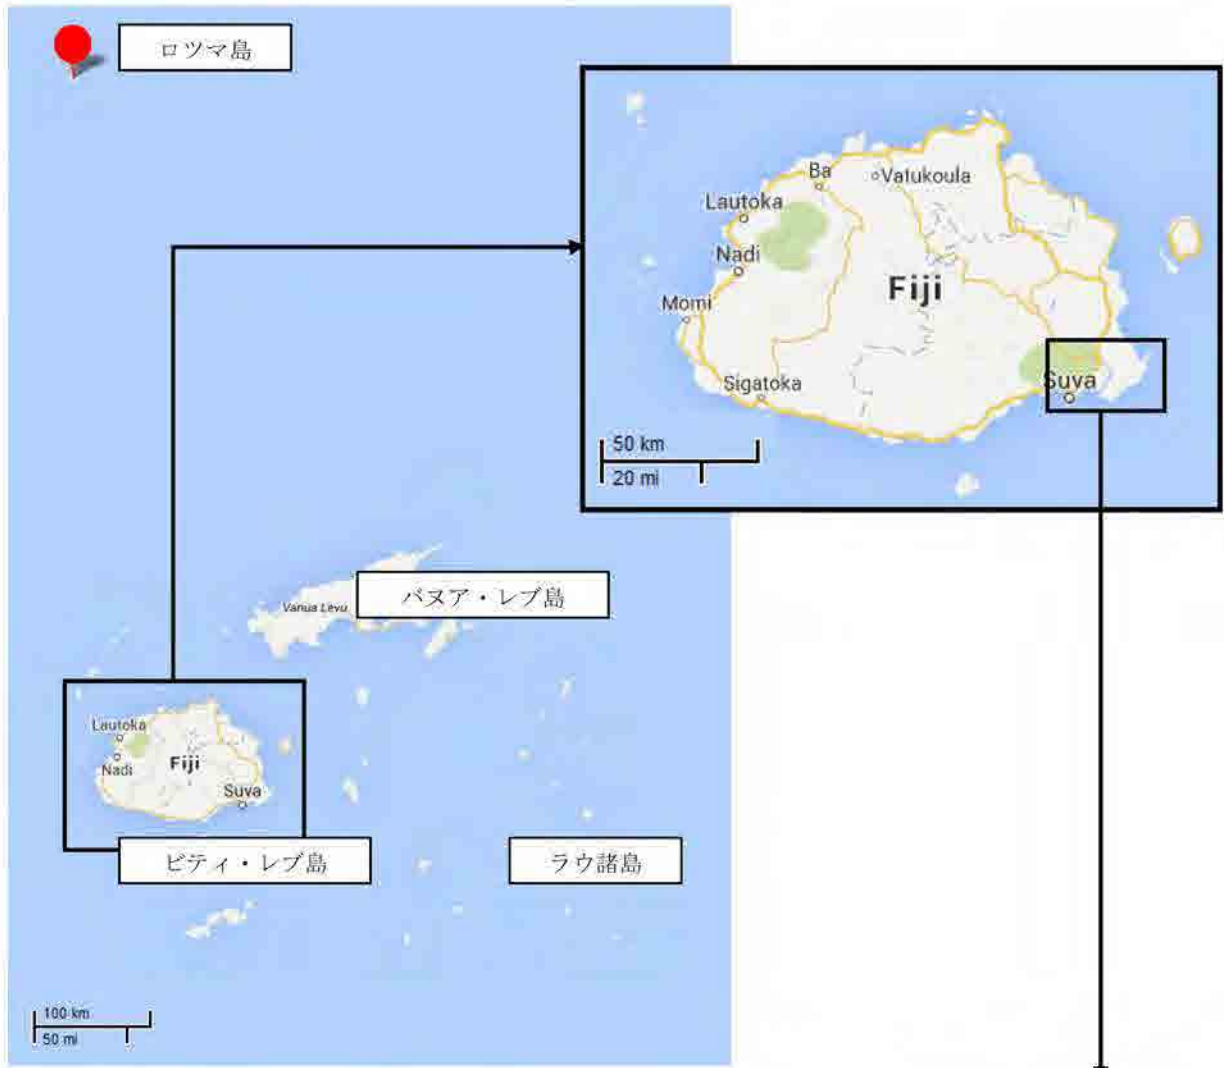 ロツマ島
Ba
Vatukoula
Lautoka
Nadi
Fiji
Momi
Sigatoka
Suva
50 km
20 mi
Vanua Levu
バヌア・レブ島
Lautoka
Nadi
Fiji
Suva
ビティ・レブ島
ラウ諸島
100 km
50 mi